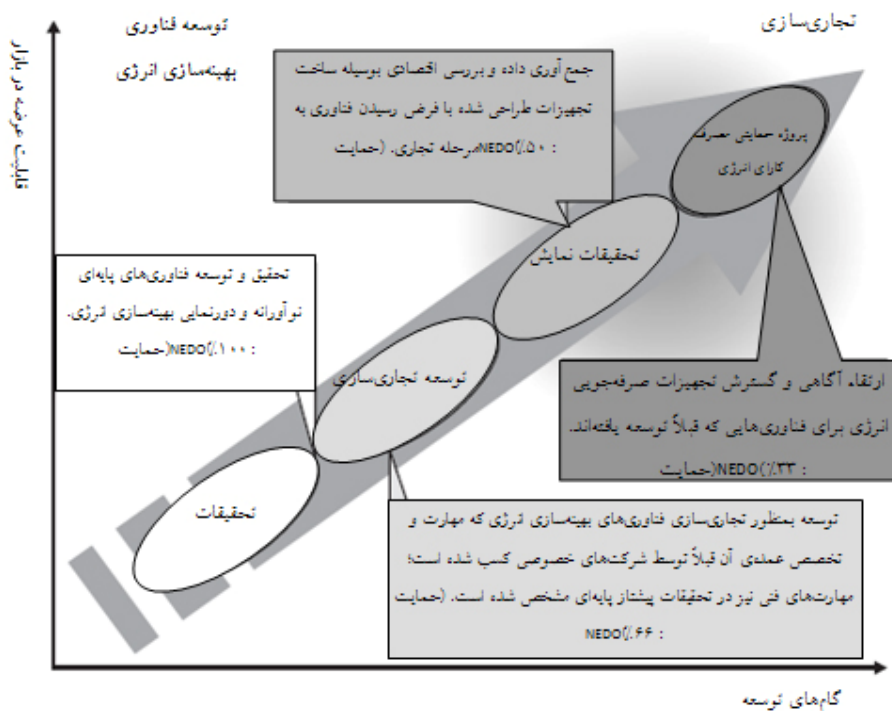 توسعه فناوری
بهینه‌سازی انرژی
تجاری‌سازی
قابلیت عرضه در بازار
جمع آوری داده و بررسی اقتصادی بوسیله ساخت
تجهیزات طراحی شده با فرض رسیدن فناوری به
مرحله تجاری. (حمایت NEDO(٪۵۰ :
پروژه حمایتی مصرف
کارای انرژی
تحقیقات نمایش
تحقیق و توسعه فناوری‌های پایه‌ای
نوآورانه و دورنمایی بهینه‌سازی انرژی.
(حمایت NEDO(٪۱۰۰ :
توسعه تجاری‌سازی
ارتقاء آگاهی و گسترش تجهیزات صرفه‌جویی
انرژی برای فناوری‌هایی که قبلاً توسعه یافته‌اند.
(حمایت NEDO(٪۳۳ :
تحقیقات
توسعه بمنظور تجاری‌سازی فناوری‌های بهینه‌سازی انرژی که مهارت و
تخصص عمده‌ی آن قبلاً توسط شرکت‌های خصوصی کسب شده است؛
مهارت‌های فنی نیز در تحقیقات پیشتاز پایه‌ای مشخص شده است. (حمایت
NEDO(٪۶۶ :
گام‌های توسعه